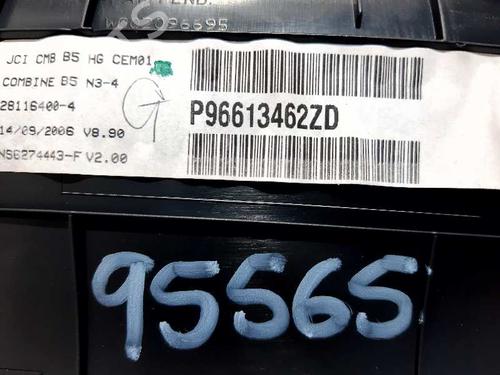 JCI CMB B5 HG CEM01
COMBINE B5 N3-4
28116400-4
14/09/2006 V8.90
NS6274443-F V2.00
G
P96613462ZD
95565